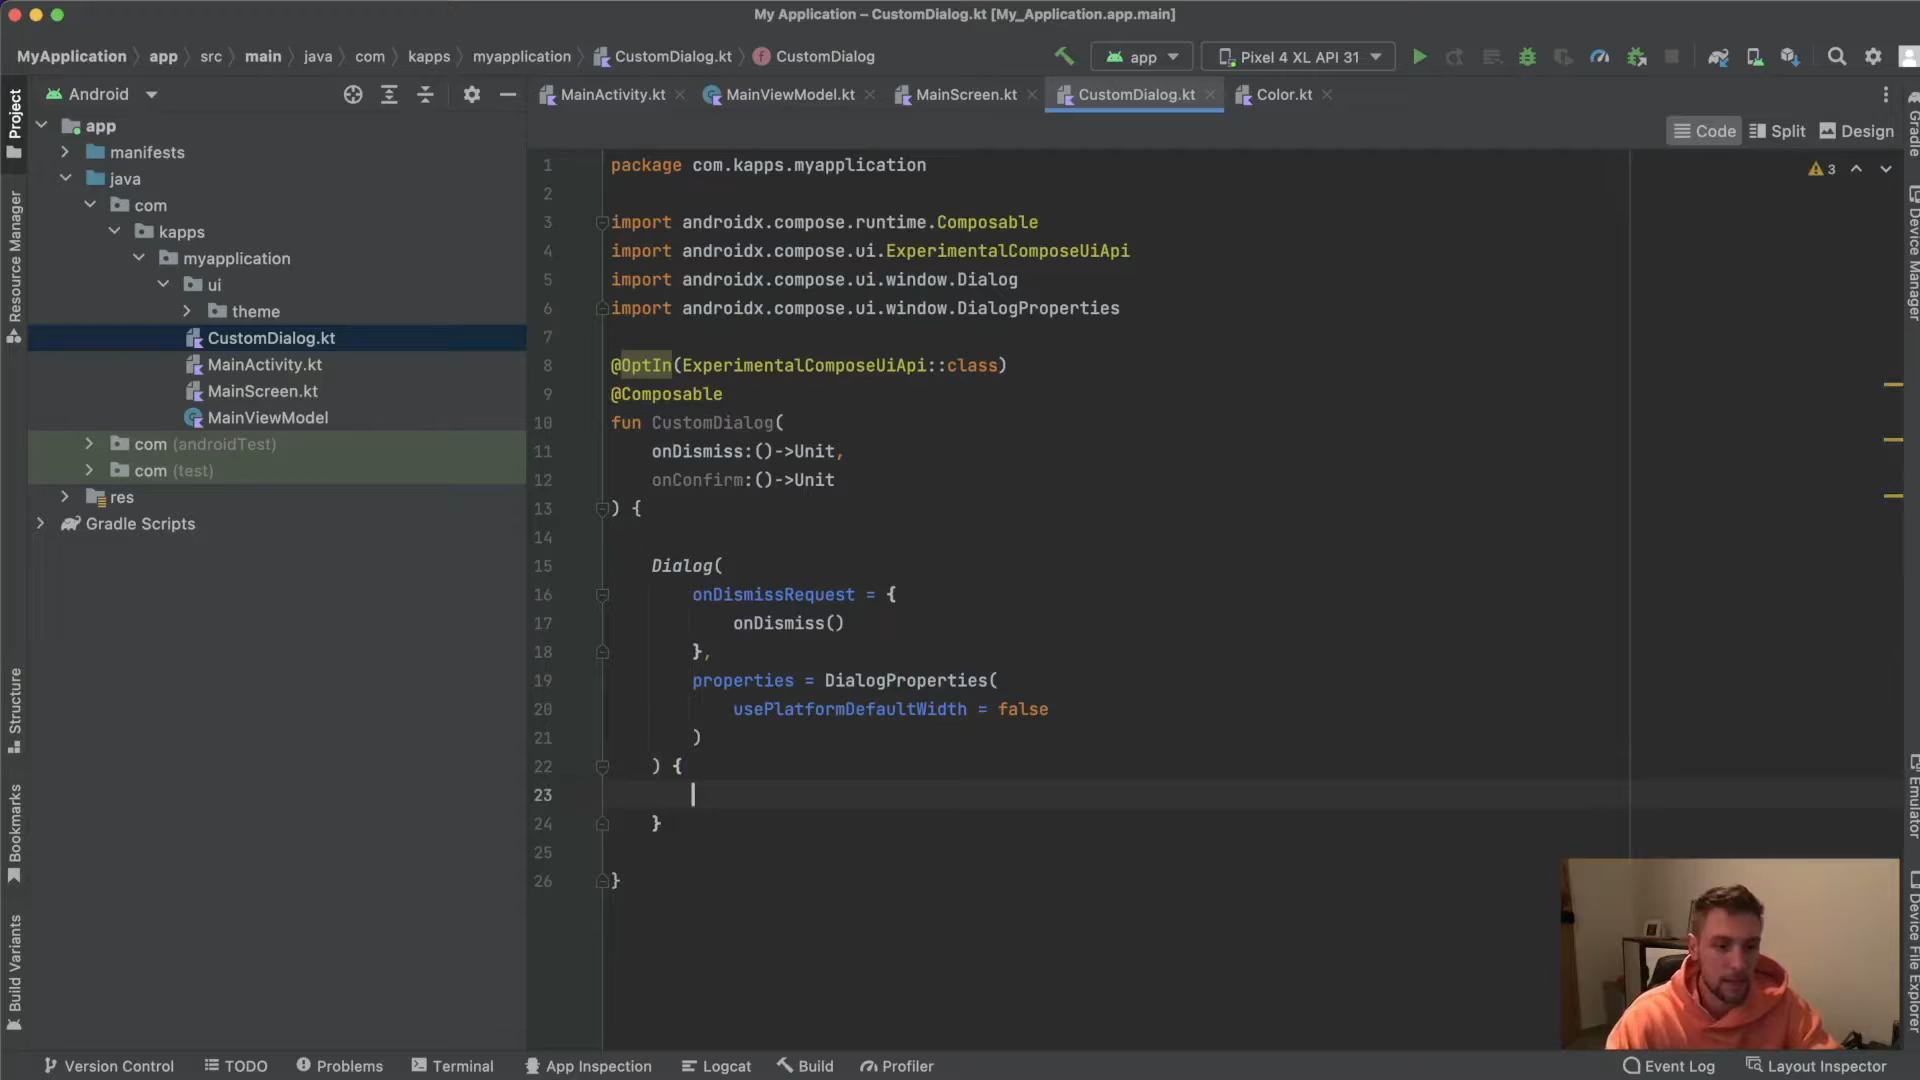 My Application – CustomDialog.kt [My_Application.app.main]
MyApplication app src main java com kapps myapplication CustomDialog.kt CustomDialog
app Pixel 4 XL API 31
Project
Resource Manager
Structure
Bookmarks
Build Variants
Android
app
manifests
java
com
kapps
myapplication
ui
theme
CustomDialog.kt
MainActivity.kt
MainScreen.kt
MainViewModel
com (androidTest)
com (test)
res
Gradle Scripts
MainActivity.kt MainViewModel.kt MainScreen.kt CustomDialog.kt Color.kt
Code Split Design
3
1 package com.kapps.myapplication
2
3 import androidx.compose.runtime.Composable
4 import androidx.compose.ui.ExperimentalComposeUiApi
5 import androidx.compose.ui.window.Dialog
6 import androidx.compose.ui.window.DialogProperties
7
8 @OptIn(ExperimentalComposeUiApi::class)
9 @Composable
10 fun CustomDialog(
11 onDismiss:()->Unit,
12 onConfirm:()->Unit
13 ) {
14
15 Dialog(
16 onDismissRequest = {
17 onDismiss()
18 },
19 properties = DialogProperties(
20 usePlatformDefaultWidth = false
21 )
22 ) {
23
24 }
25
26 }
Gradle
Device Manager
Emulator
Device File Explorer
Version Control TODO Problems Terminal App Inspection Logcat Build Profiler Event Log Layout Inspector